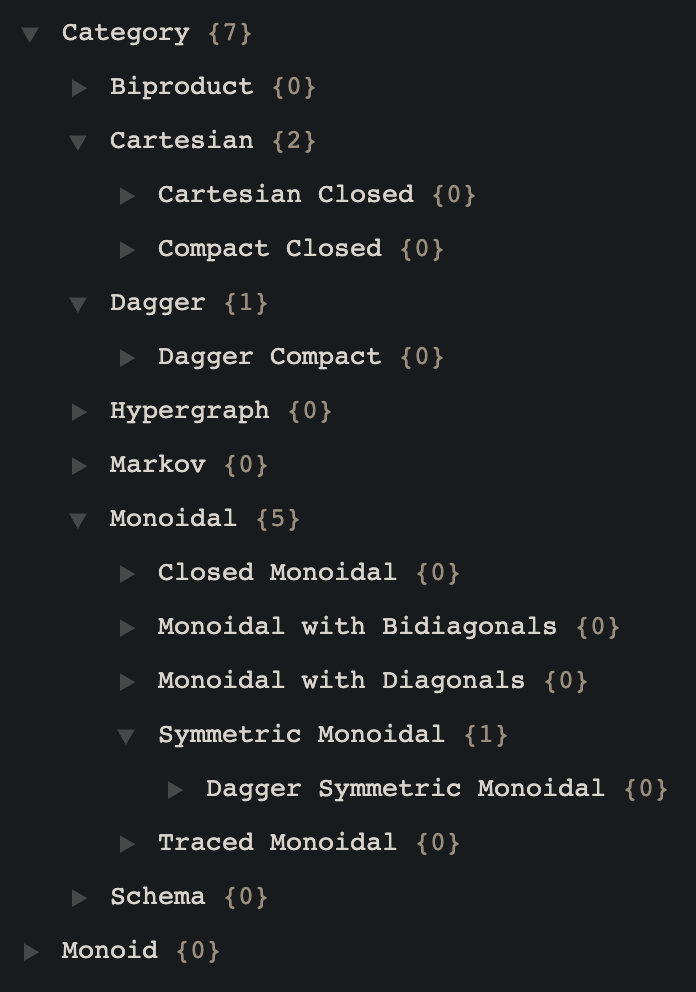 Category {7}
Biproduct {0}
Cartesian {2}
Cartesian Closed {0}
Compact Closed {0}
Dagger {1}
Dagger Compact {0}
Hypergraph {0}
Markov {0}
Monoidal {5}
Closed Monoidal {0}
Monoidal with Bidiagonals {0}
Monoidal with Diagonals {0}
Symmetric Monoidal {1}
Dagger Symmetric Monoidal {0}
Traced Monoidal {0}
Schema {0}
Monoid {0}